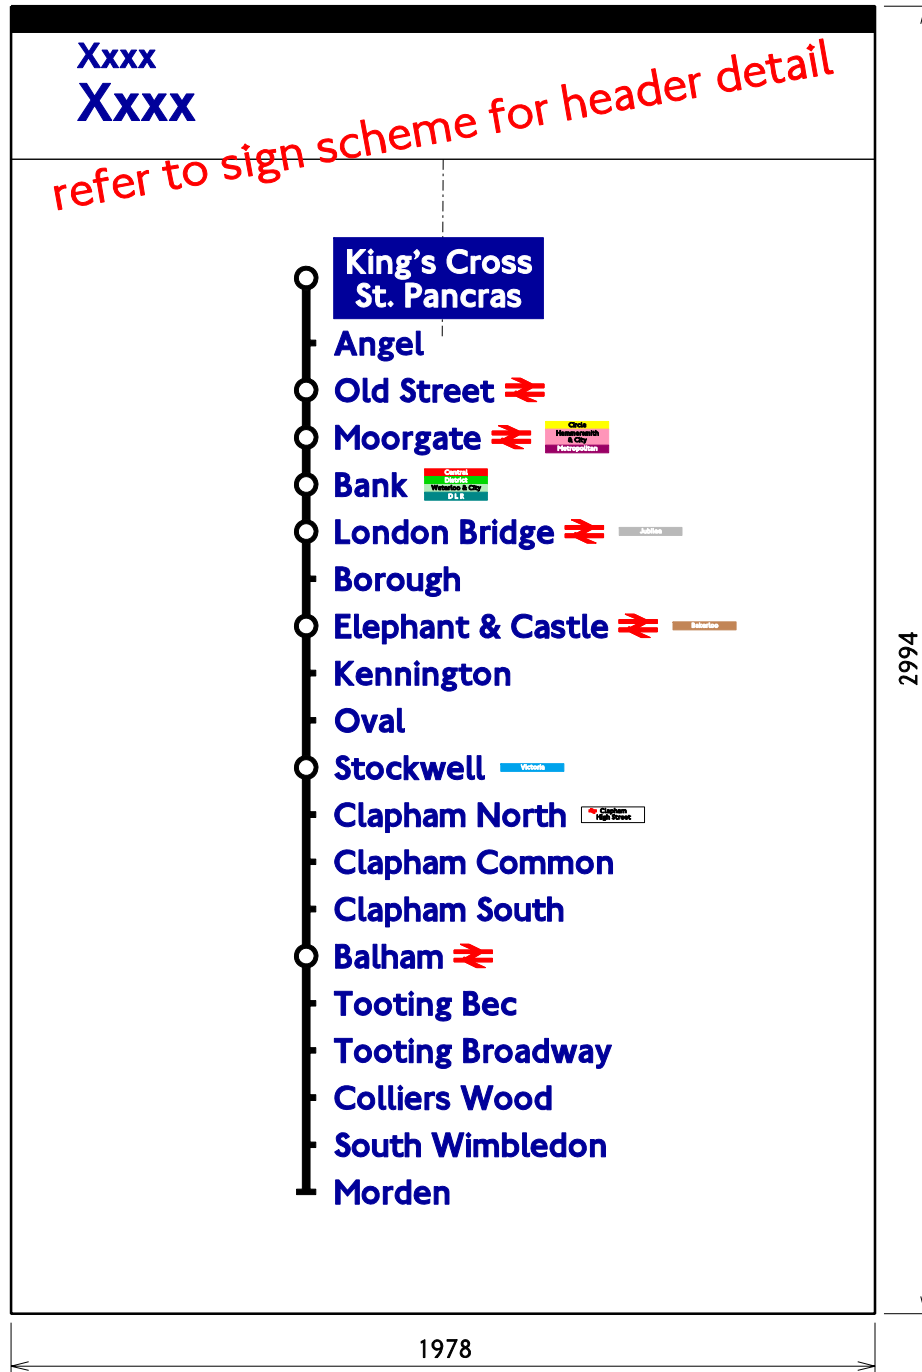 Xxxx
Xxxx
refer to sign scheme for header detail
King's Cross
St. Pancras
Angel
Old Street
Moorgate
Circle
Hammersmith
& City
Metropolitan
Bank
Central
District
Waterloo & City
DLR
London Bridge
Jubilee
Borough
Elephant & Castle
Bakerloo
Kennington
Oval
Stockwell
Victoria
Clapham North
Clapham
High Street
Clapham Common
Clapham South
Balham
Tooting Bec
Tooting Broadway
Colliers Wood
South Wimbledon
Morden
2994
1978